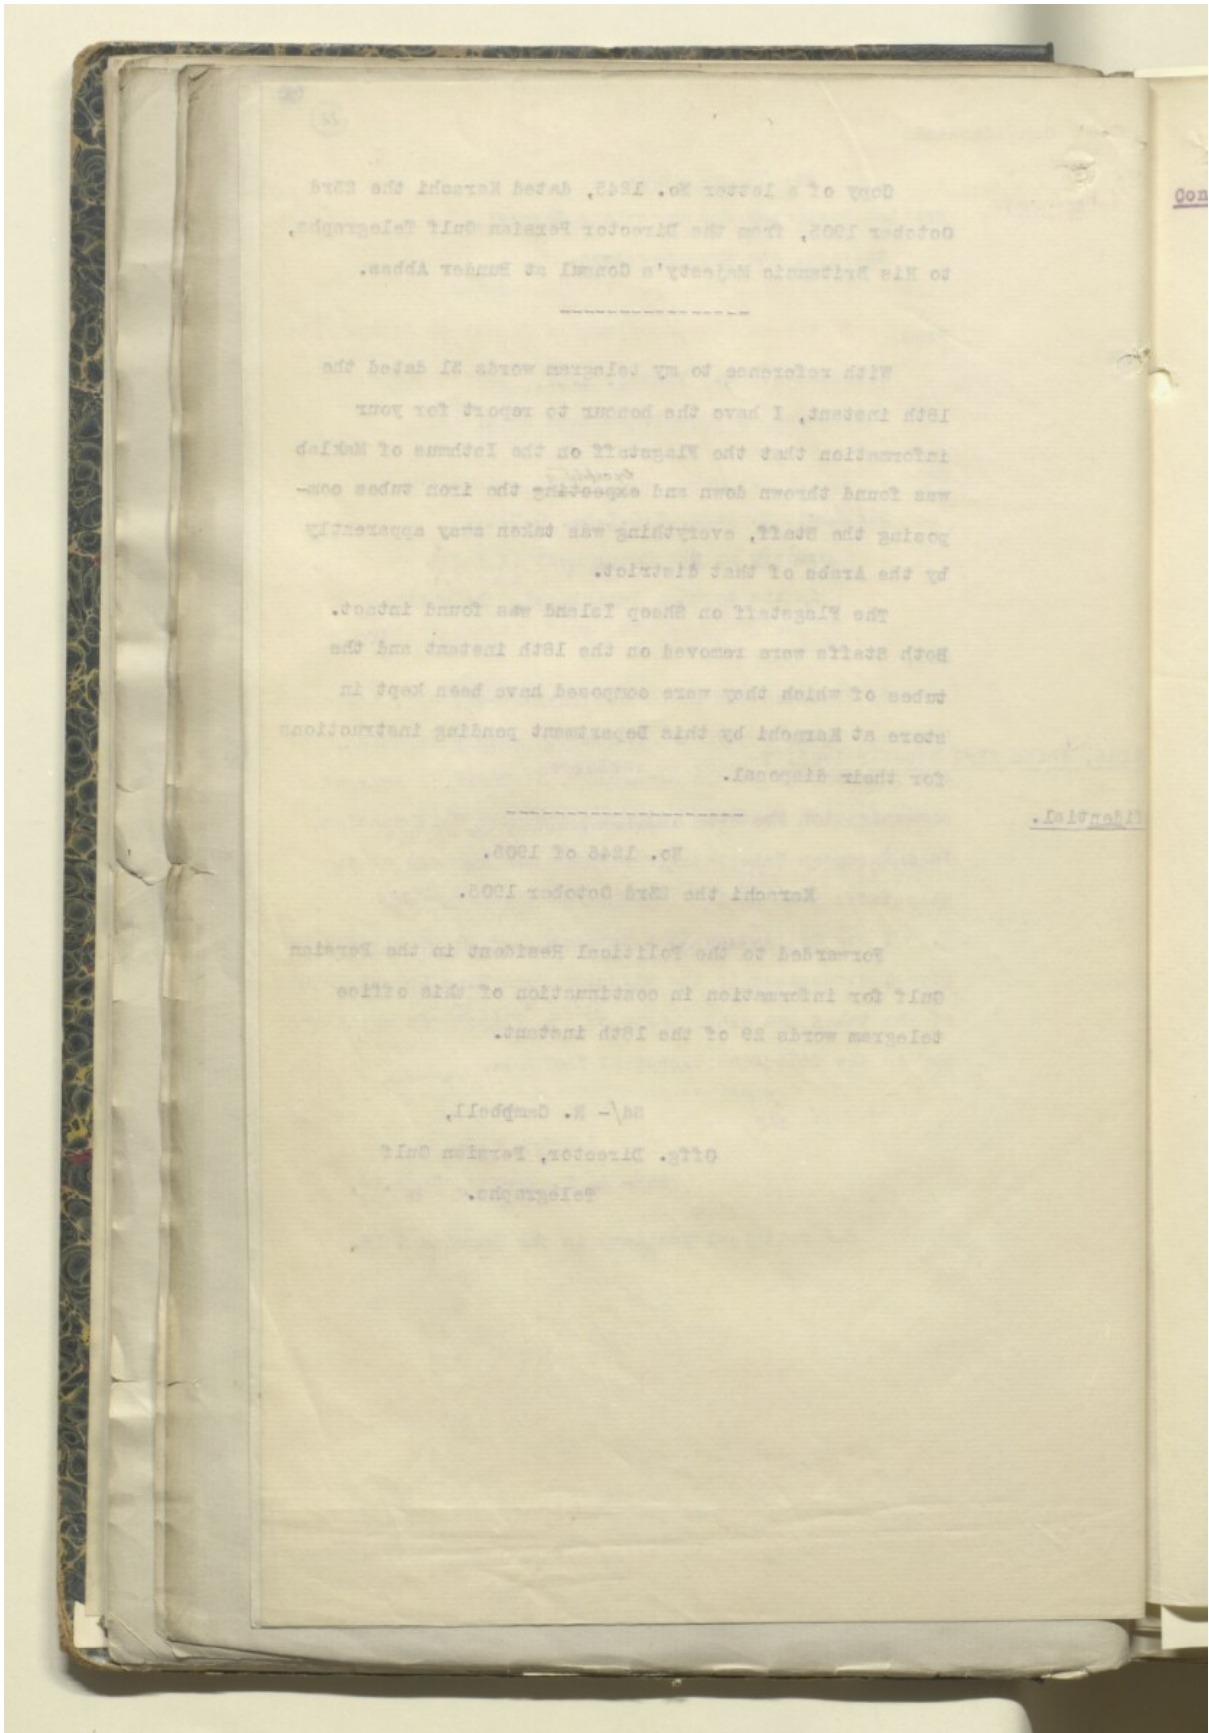 22
Copy of a letter No. 1245, dated Karachi the 23rd
October 1905, from the Director Persian Gulf Telegraphs,
to His Britannic Majesty's Consul at Bunder Abbas.
With reference to my telegram words 31 dated the
18th instant, I have the honour to report for your
information that the Flagstaff on the Isthmus of Maklab
excepting
was found thrown down and expecting the iron tubes com-
posing the Staff, everything was taken away apparently
by the Arabs of that district.
The Flagstaff on Sheep Island was found intact.
Both Staffs were removed on the 18th instant and the
tubes of which they were composed have been kept in
store at Karachi by this Department pending instructions
for their disposal.
fidential.
No. 1246 of 1905.
Karachi the 23rd October 1905.
Forwarded to the Political Resident in the Persian
Gulf for information in continuation of this office
telegram words 29 of the 18th instant.
Sd/- R. Campbell,
Offg. Director, Persian Gulf
Telegraphs.
Con